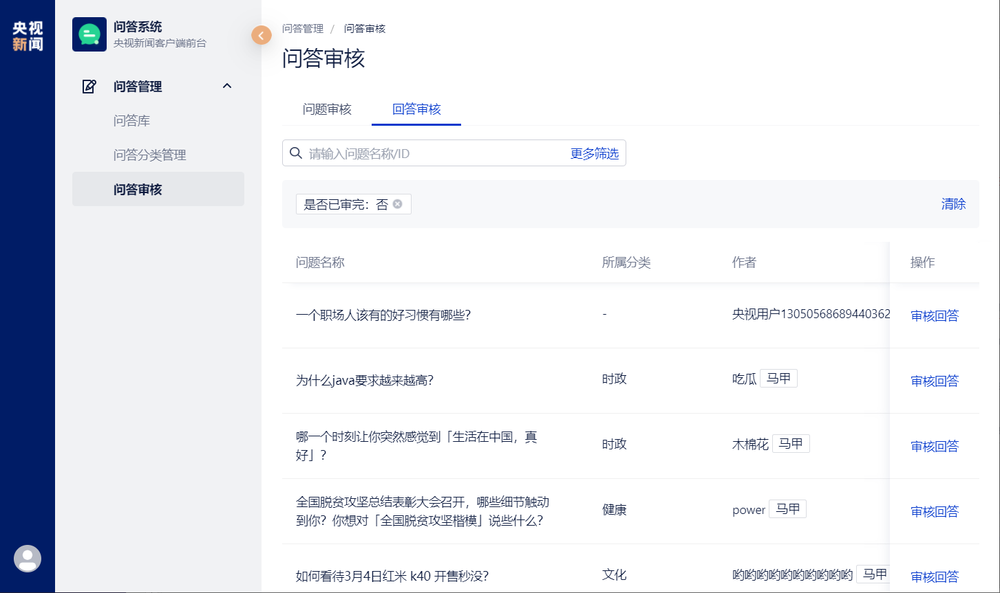 央视
新闻
问答系统
央视新闻客户端前台
问答管理
问答库
问答分类管理
问答审核
问答管理 / 问答审核
问答审核
问题审核 回答审核
请输入问题名称/ID 更多筛选
是否已审完：否 清除
问题名称 所属分类 作者 操作
一个职场人该有的好习惯有哪些？ - 央视用户13050568689440362 审核回答
为什么java要求越来越高？ 时政 吃瓜 马甲 审核回答
哪一个时刻让你突然感觉到「生活在中国，真
好」？ 时政 木棉花 马甲 审核回答
全国脱贫攻坚总结表彰大会召开，哪些细节触动
到你？你想对「全国脱贫攻坚楷模」说些什么？ 健康 power 马甲 审核回答
如何看待3月4日红米 k40 开售秒没？ 文化 哟哟哟哟哟哟哟哟哟哟 马甲 审核回答